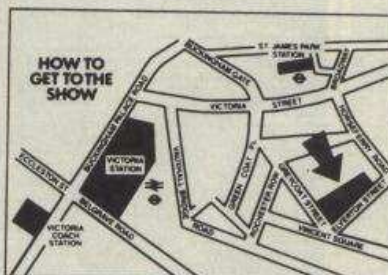 HOW TO
GET TO THE
SHOW
ST. JAMES PARK
STATION
BROADWAY
BUCKINGHAM GATE
BUCKINGHAM PALACE ROAD
VICTORIA STREET
HORSEFERRY ROAD
ECCLESTON ST
VICTORIA
STATION
VAUXHALL BRIDGE
ROAD
GREEN COAT PL
ROCHESTER ROW
GREYCOAT STREET
ELVERTON STREET
BELGRAVE ROAD
VINCENT SQUARE
VICTORIA
COACH
STATION